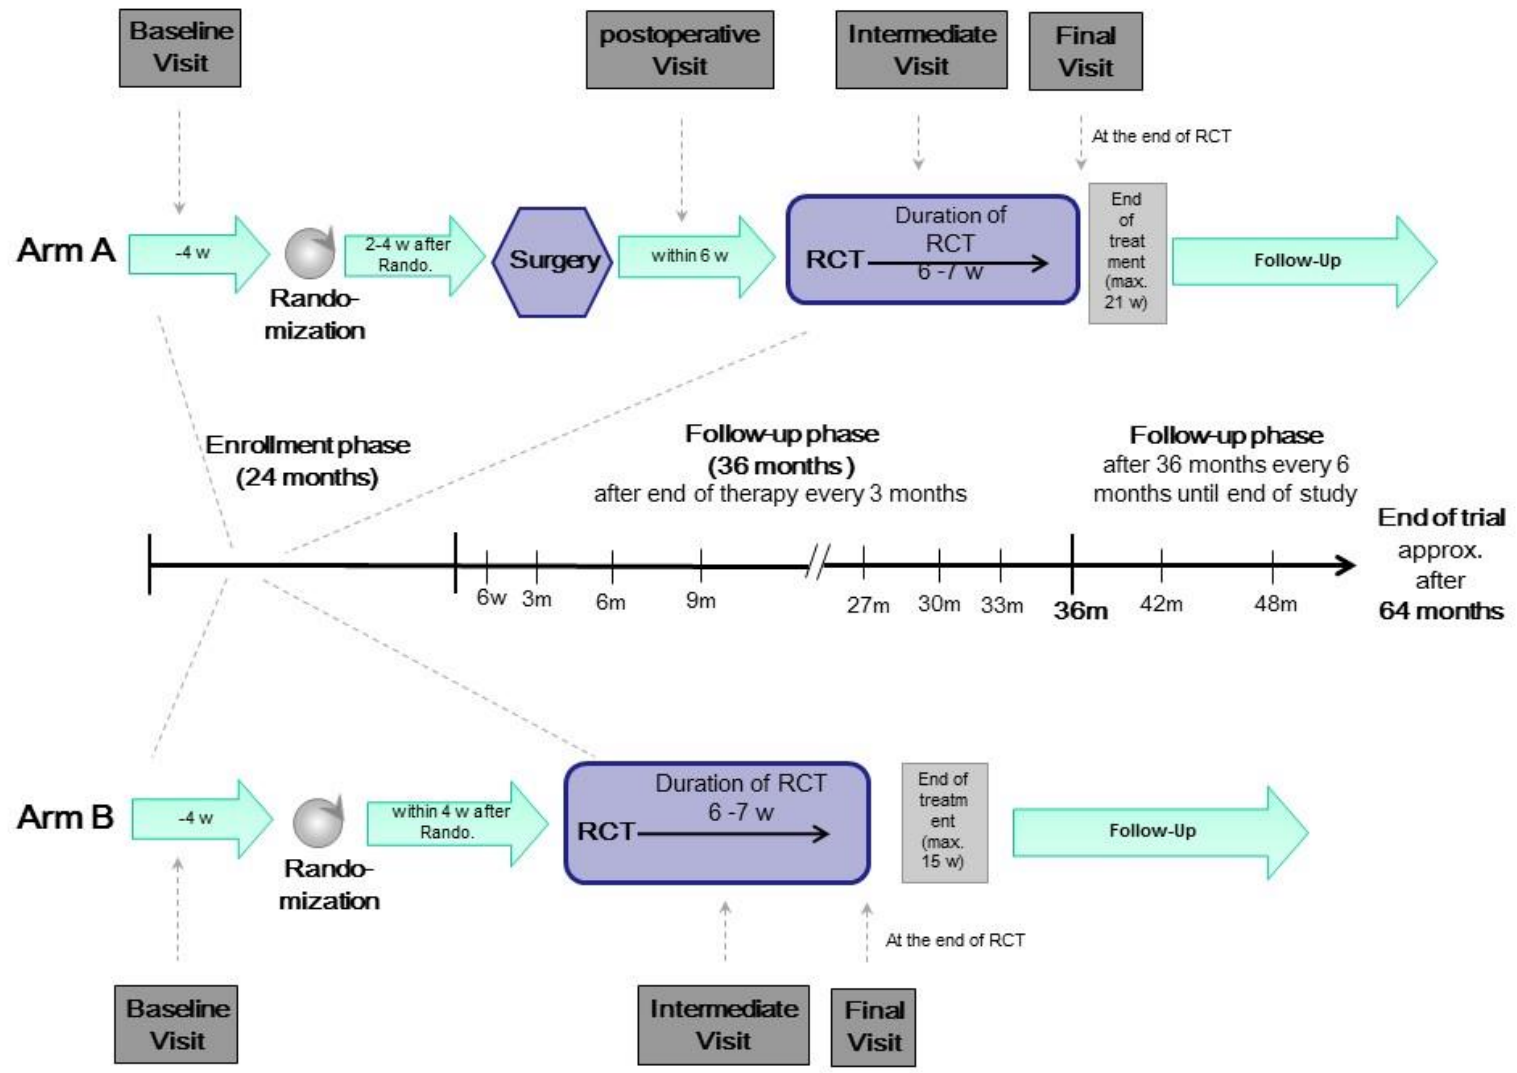 Baseline
Visit
postoperative
Visit
Intermediate
Visit
Final
Visit
At the end of RCT
Arm A
-4 w
Rando-
mization
2-4 w after
Rando.
Surgery
within 6 w
Duration of
RCT
6 -7 w
RCT
End
of
treat
ment
(max.
21 w)
Follow-Up
Enrollment phase
(24 months)
Follow-up phase
(36 months )
after end of therapy every 3 months
Follow-up phase
after 36 months every 6
months until end of study
End of trial
approx.
after
64 months
6w
3m
6m
9m
27m
30m
33m
36m
42m
48m
Arm B
-4 w
Rando-
mization
within 4 w after
Rando.
Duration of RCT
6 -7 w
RCT
End of
treatm
ent
(max.
15 w)
Follow-Up
At the end of RCT
Baseline
Visit
Intermediate
Visit
Final
Visit